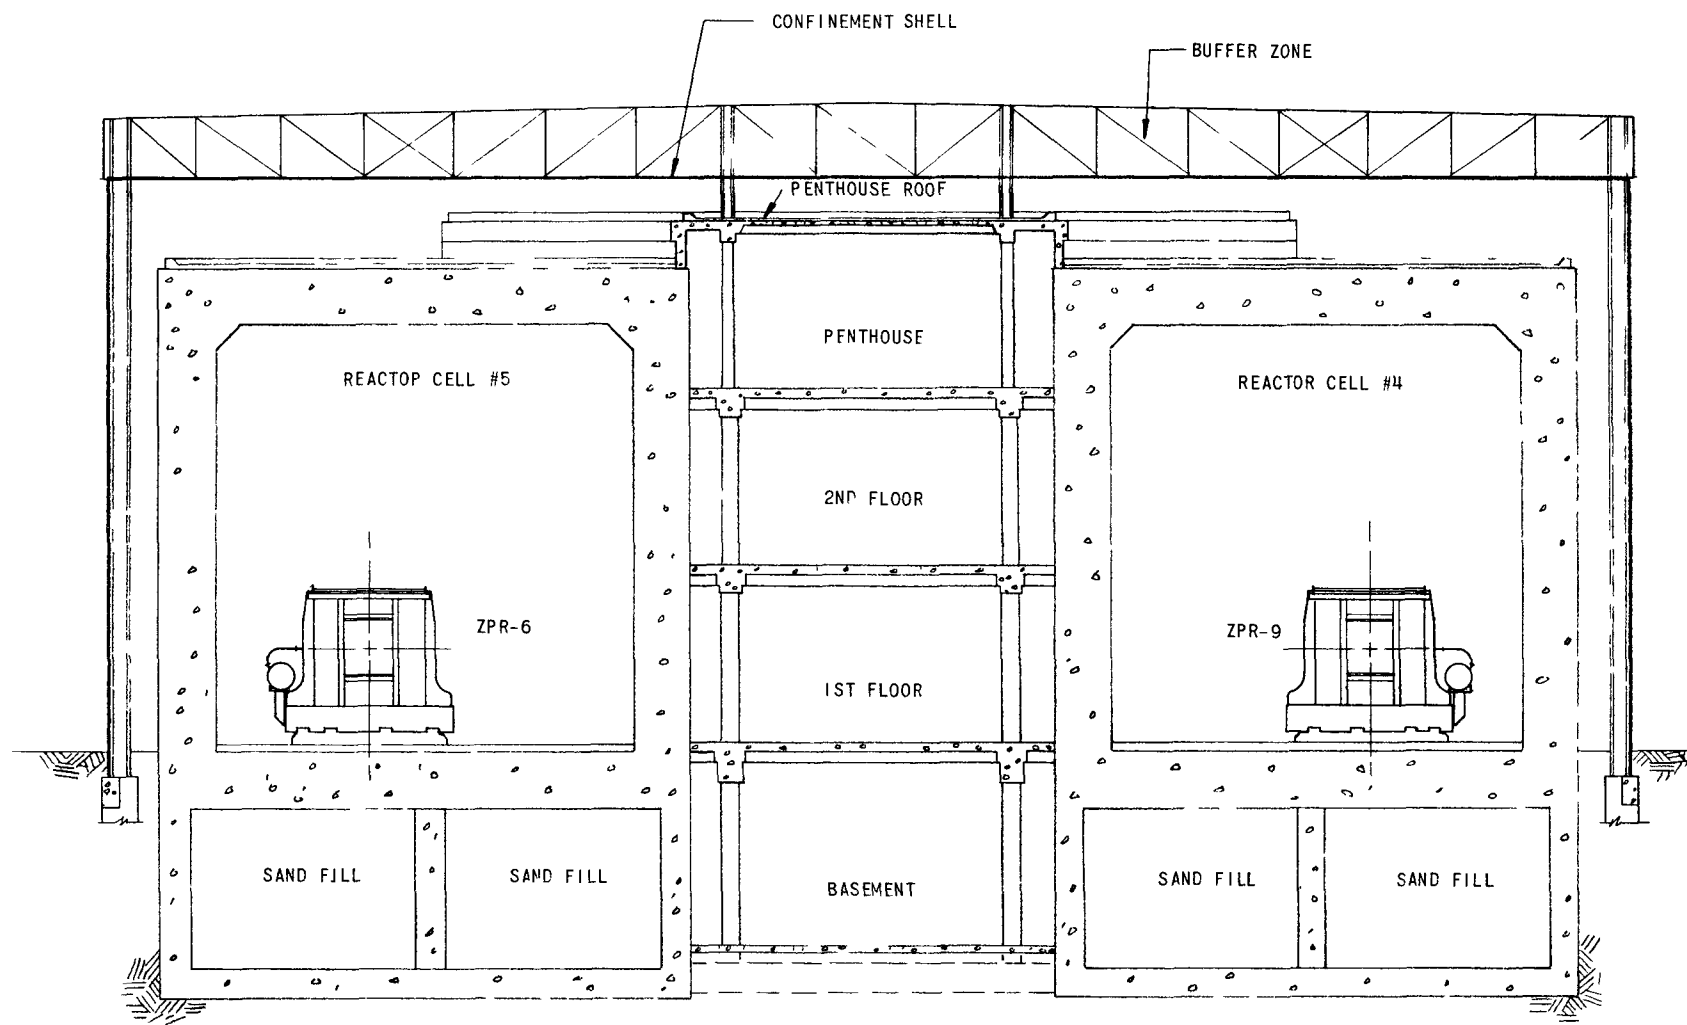 CONFINEMENT SHELL
BUFFER ZONE
PENTHOUSE ROOF
PENTHOUSE
REACTOP CELL #5
REACTOR CELL #4
2ND FLOOR
ZPR-6
ZPR-9
1ST FLOOR
SAND FILL
SAND FILL
BASEMENT
SAND FILL
SAND FILL